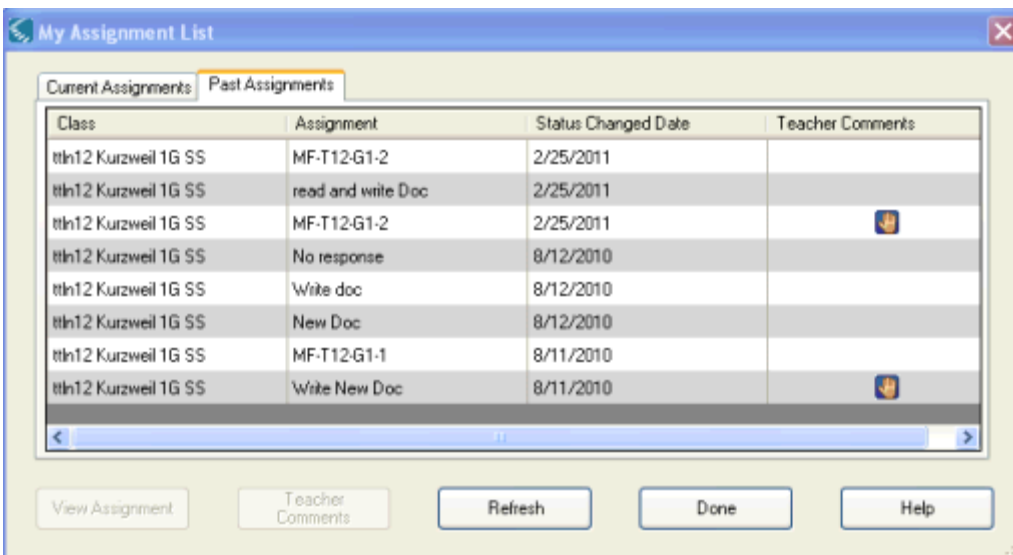 My Assignment List
Current Assignments Past Assignments
Class Assignment Status Changed Date Teacher Comments
ttln12 Kurzweil 1G SS MF-T12-G1-2 2/25/2011
ttln12 Kurzweil 1G SS read and write Doc 2/25/2011
ttln12 Kurzweil 1G SS MF-T12-G1-2 2/25/2011
ttln12 Kurzweil 1G SS No response 8/12/2010
ttln12 Kurzweil 1G SS Write doc 8/12/2010
ttln12 Kurzweil 1G SS New Doc 8/12/2010
ttln12 Kurzweil 1G SS MF-T12-G1-1 8/11/2010
ttln12 Kurzweil 1G SS Write New Doc 8/11/2010
View Assignment Teacher Comments Refresh Done Help